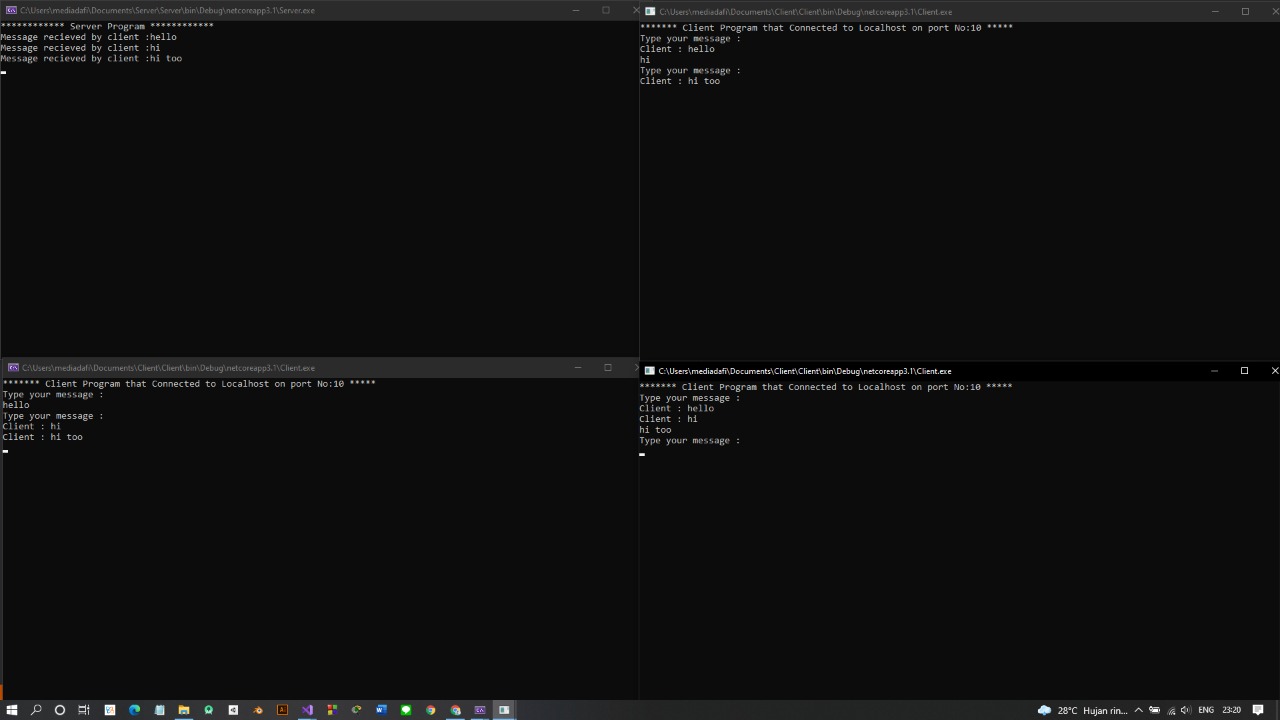 C:\Users\mediadafi\Documents\Server\Server\bin\Debug\netcoreapp3.1\Server.exe
************ Server Program ************
Message recieved by client :hello
Message recieved by client :hi
Message recieved by client :hi too
C:\Users\mediadafi\Documents\Client\Client\bin\Debug\netcoreapp3.1\Client.exe
******* Client Program that Connected to Localhost on port No:10 *****
Type your message :
Client : hello
hi
Type your message :
Client : hi too
C:\Users\mediadafi\Documents\Client\Client\bin\Debug\netcoreapp3.1\Client.exe
******* Client Program that Connected to Localhost on port No:10 *****
Type your message :
hello
Type your message :
Client : hi
Client : hi too
C:\Users\mediadafi\Documents\Client\Client\bin\Debug\netcoreapp3.1\Client.exe
******* Client Program that Connected to Localhost on port No:10 *****
Type your message :
Client : hello
Client : hi
hi too
Type your message :
28°C Hujan rin... ENG 23:20